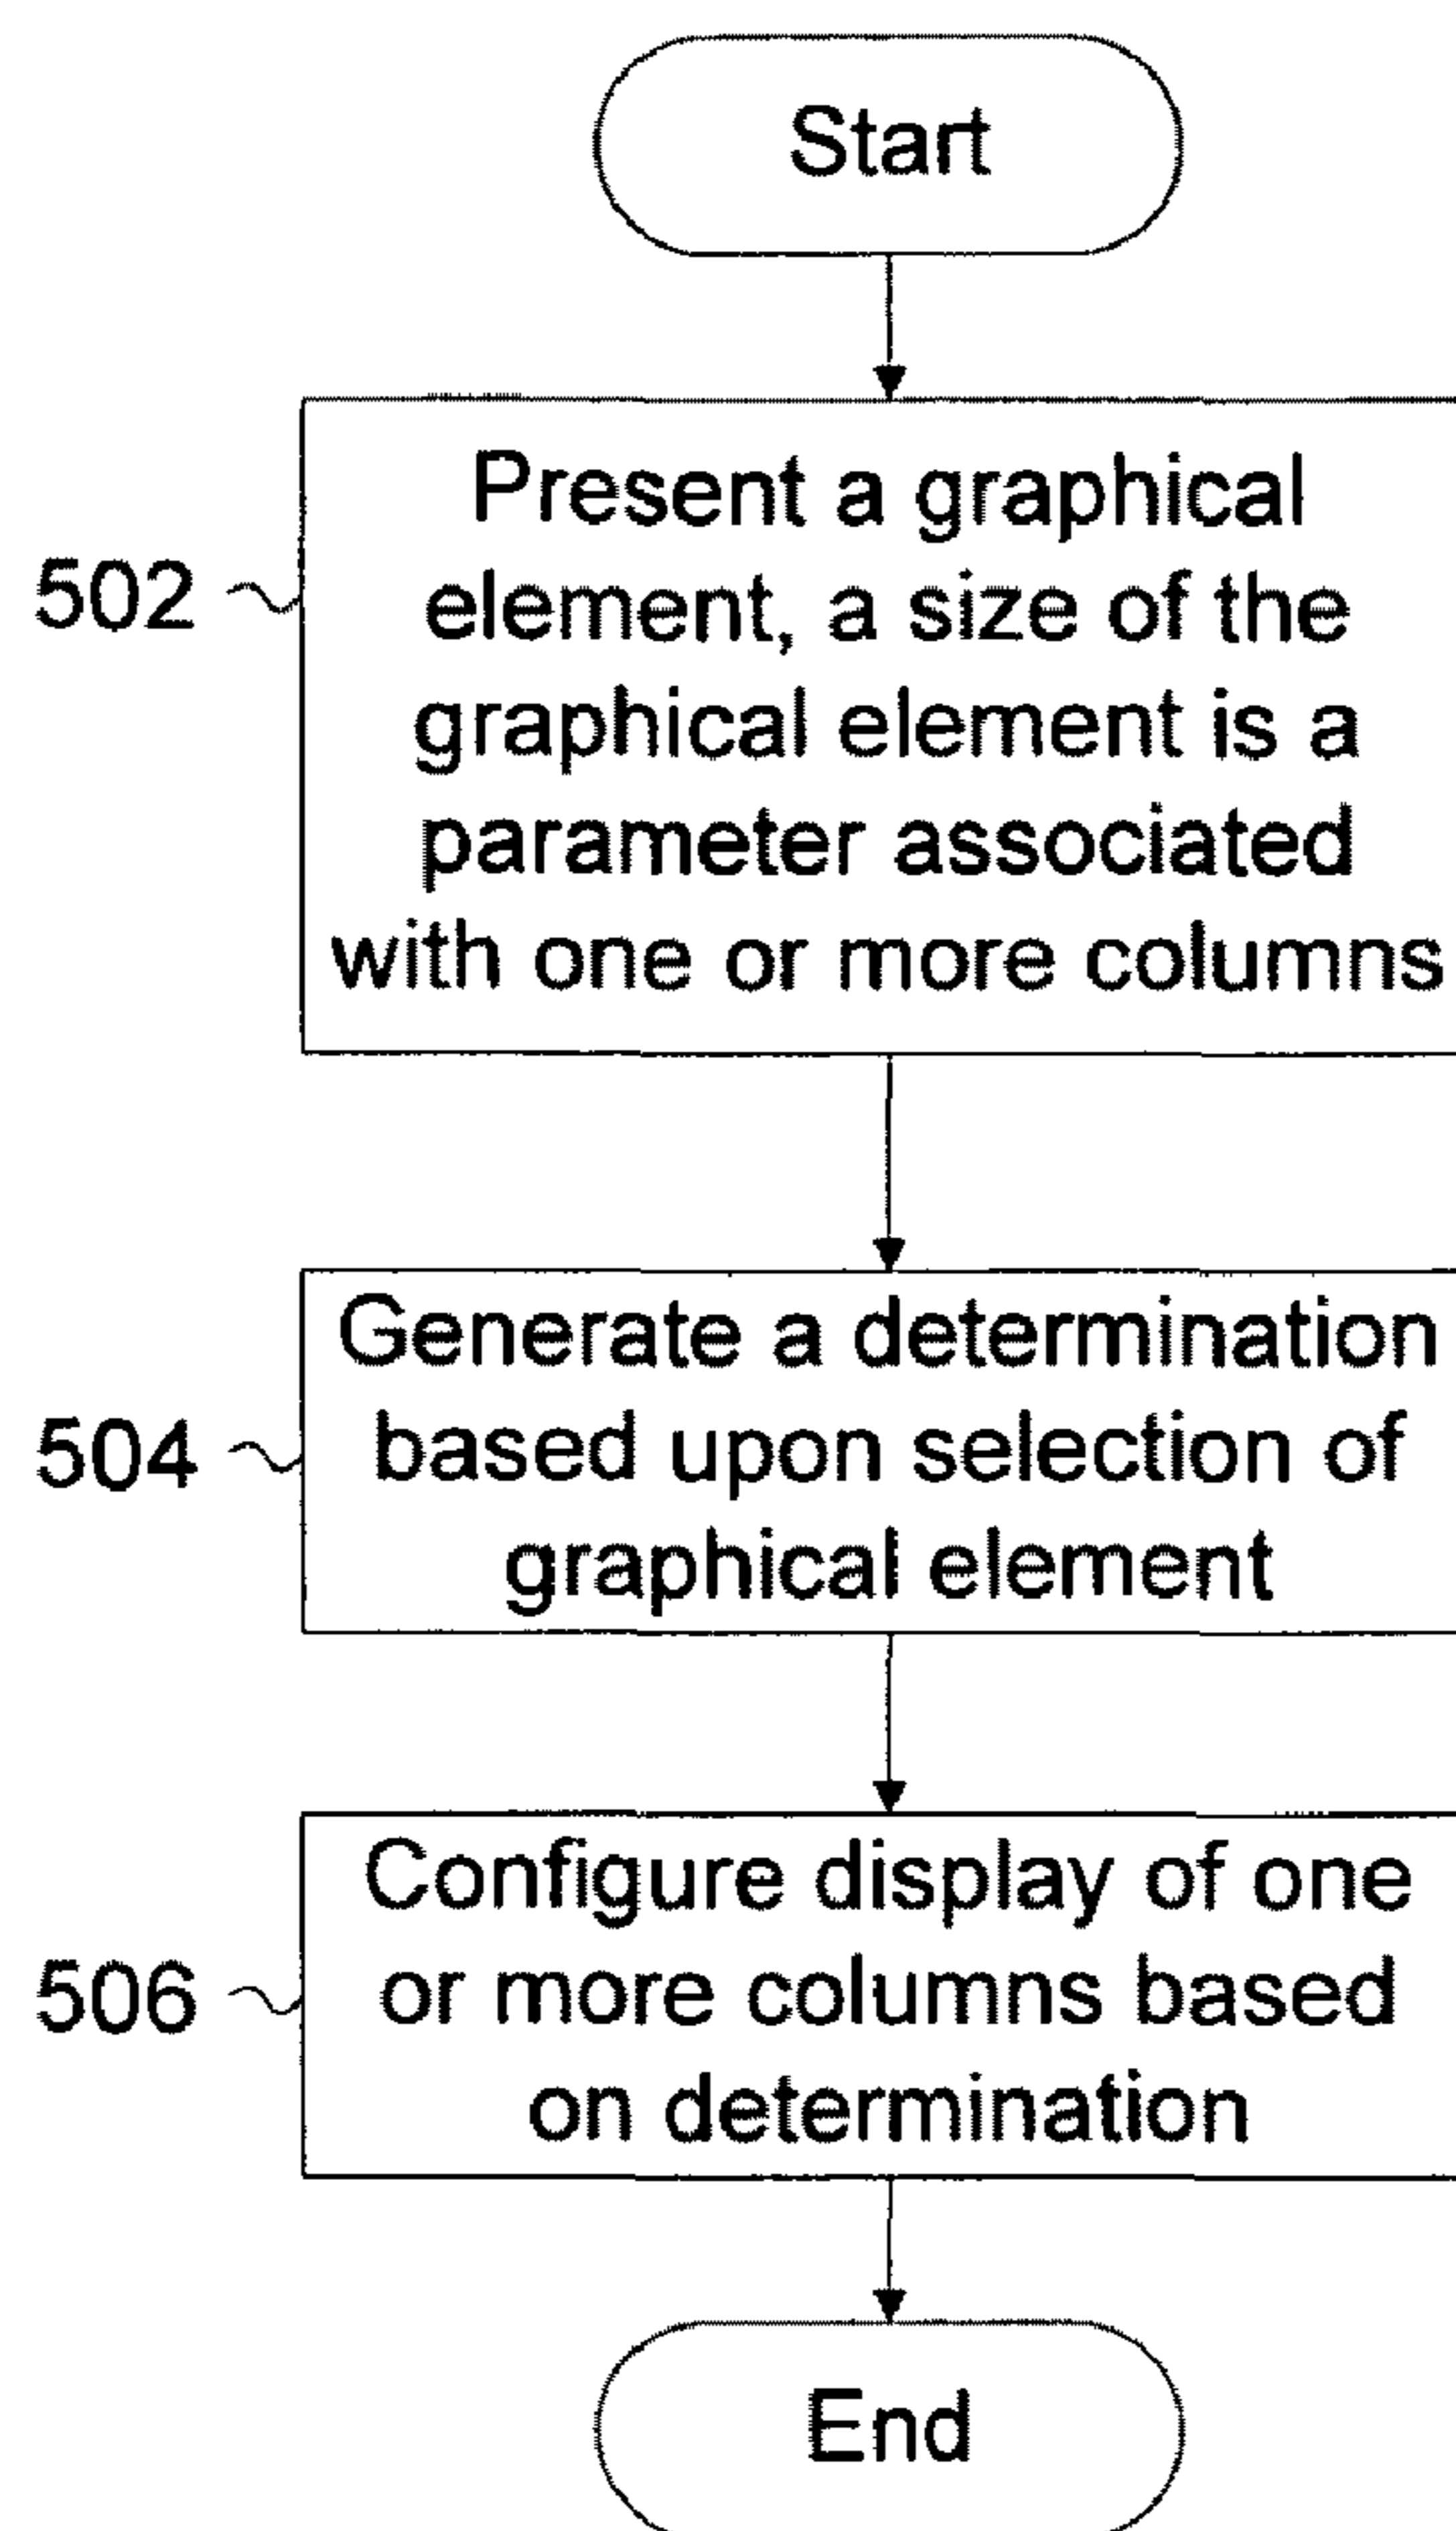 Start
Present a graphical
502
element, a size of the
graphical element is a
parameter associated
with one or more columns
Generate a determination
504
based upon selection of
graphical element
Configure display of one
506
or more columns based
on determination
End